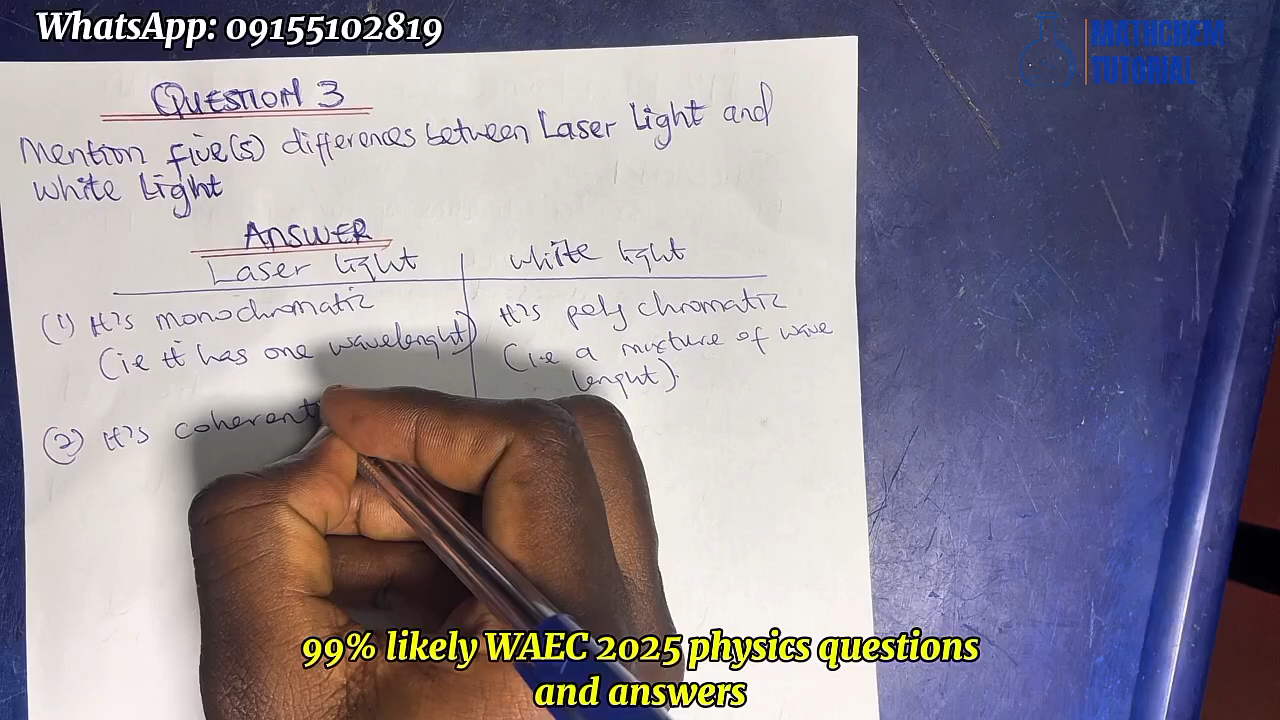 WhatsApp: 09155102819
MATHCHEM
TUTORIAL
QUESTION 3
Mention five(s) differences between Laser Light and
white Light
ANSWER
Laser light
white light
(1) It's monochromatic
(i.e it has one wavelenght)
It's poly chromatic
(i.e a mixture of wave
lenght).
(2) It's coherent
99% likely WAEC 2025 physics questions
and answers